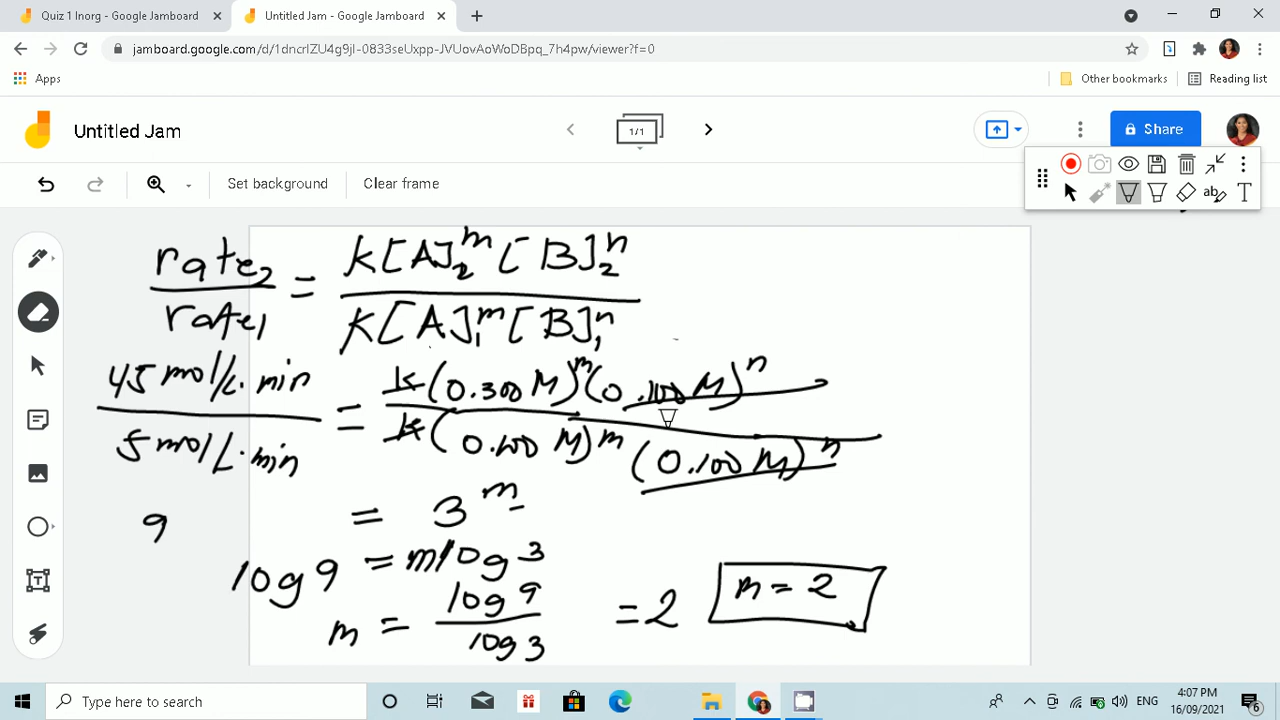 Quiz 1 Inorg - Google Jamboard
Untitled Jam - Google Jamboard
jamboard.google.com/d/1dncrlZU4g9jI-0833seUxpp-JVUovAoWoDBpq_7h4pw/viewer?f=0
Apps
Other bookmarks
Reading list
Untitled Jam
1/1
Share
Set background
Clear frame
ab
T
rate2 / rate1 = k[A]2^m [B]2^n / k[A]1^m [B]1^n
45 mol/L·min / 5 mol/L·min = k(0.300 M)^m (0.100 M)^n / k(0.100 M)^m (0.100 M)^n
9 = 3^m
log 9 = m log 3
m = log 9 / log 3 = 2
m = 2
Type here to search
ENG
4:07 PM
16/09/2021
6